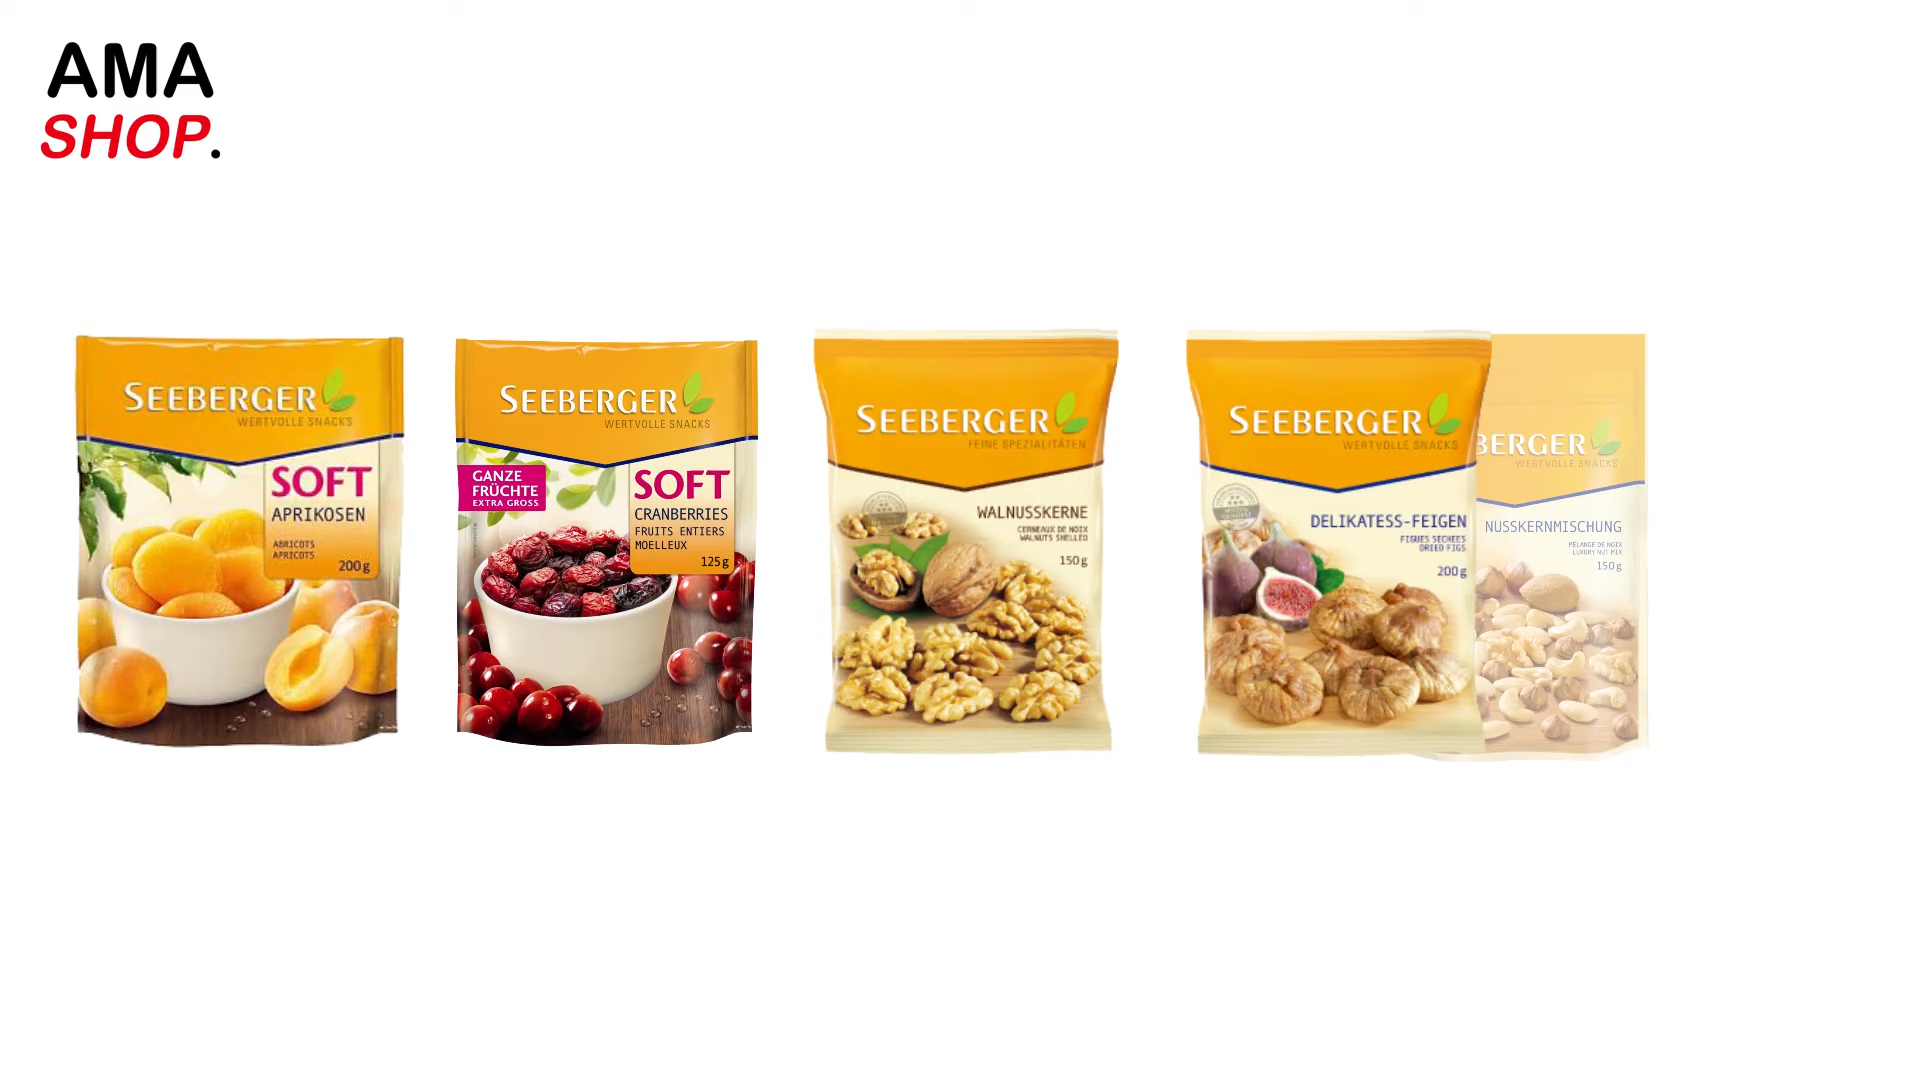 AMA
SHOP.
SEEBERGER
WERTVOLLE SNACKS
SOFT
APRIKOSEN
ABRICOTS
APRICOTS
200g
SEEBERGER
WERTVOLLE SNACKS
GANZE
FRÜCHTE
EXTRA GROSS
SOFT
CRANBERRIES
FRUITS ENTIERS
MOELLEUX
125g
SEEBERGER
FEINE SPEZIALITÄTEN
WALNUSSKERNE
CERNEAUX DE NOIX
WALNUTS SHELLED
150g
SEEBERGER
WERTVOLLE SNACKS
DELIKATESS-FEIGEN
FIGUES SECHEES
DRIED FIGS
200g
BERGER
WERTVOLLE SNACKS
NUSSKERNMISCHUNG
MÉLANGE DE NOIX
LUXURY NUT MIX
150g